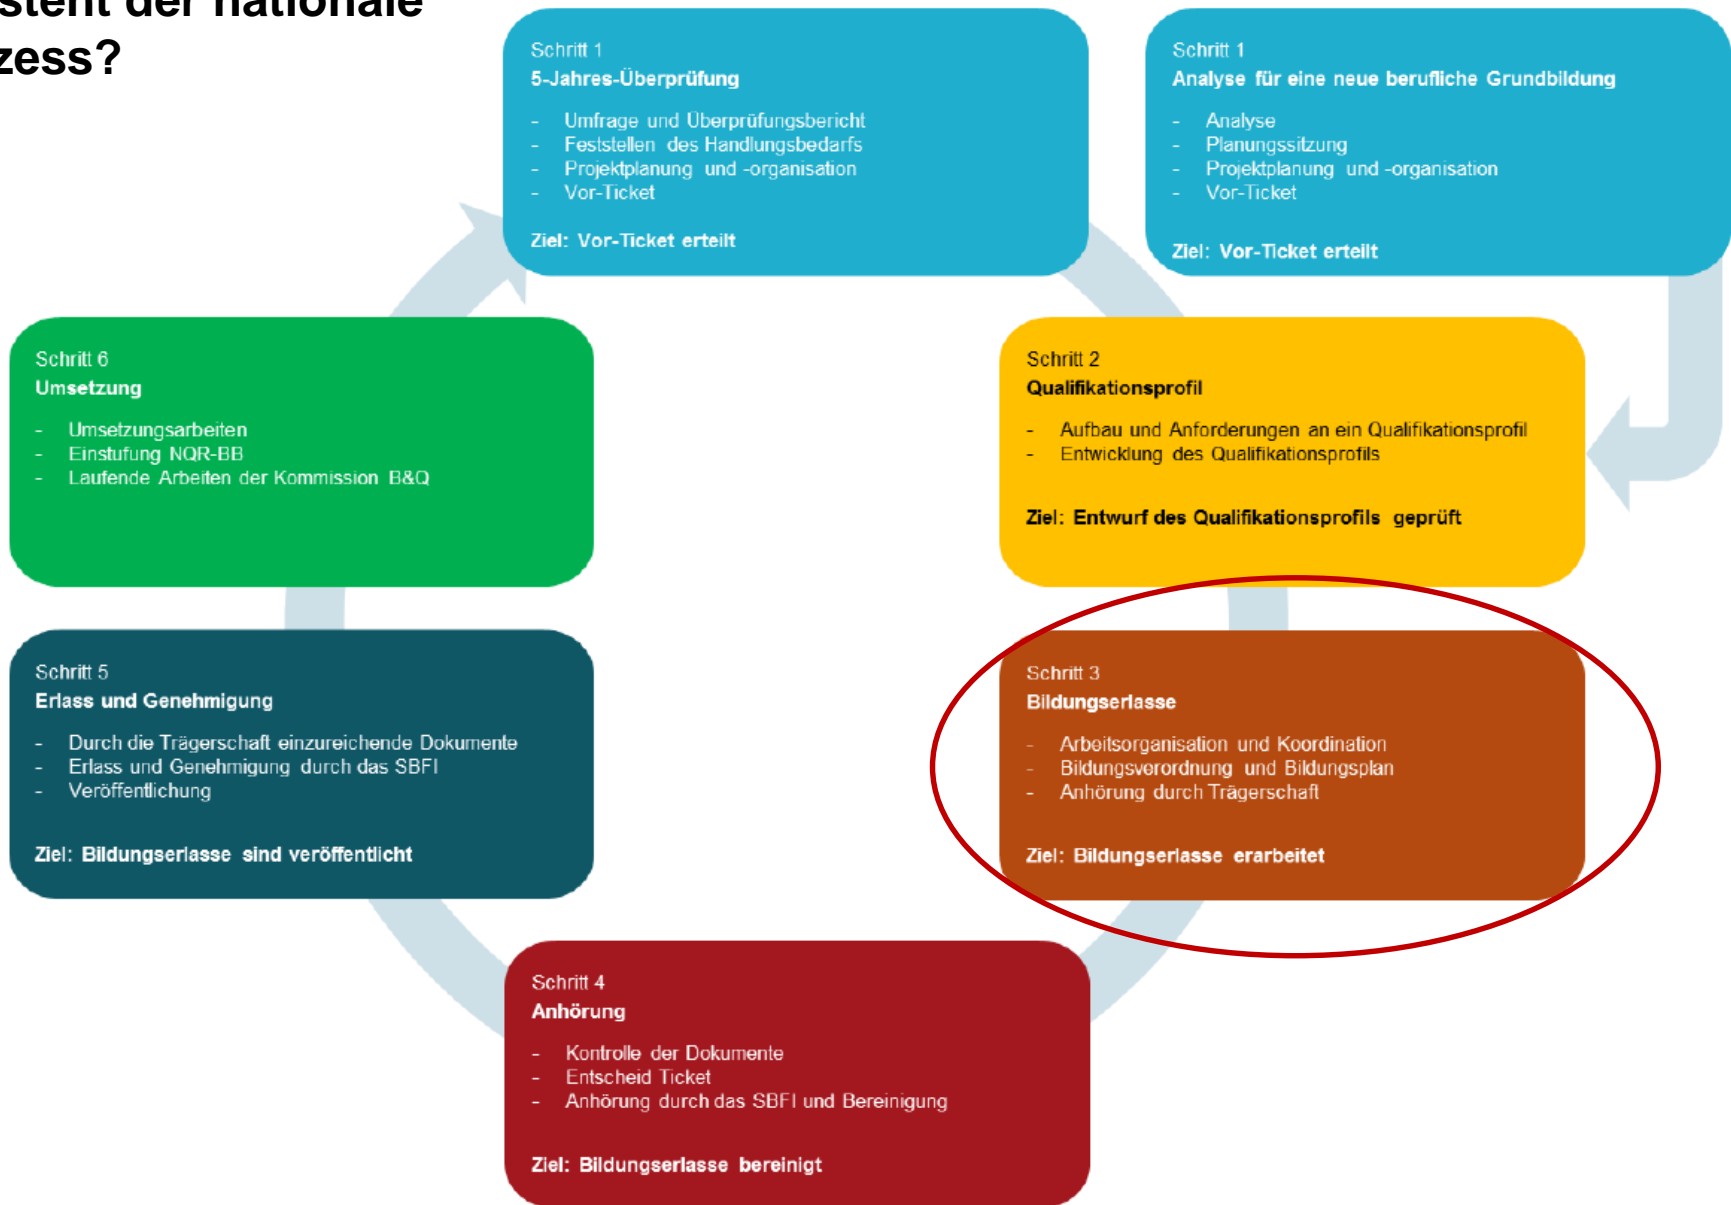 steht der nationale
zess?
Schritt 1
5-Jahres-Überprüfung
- Umfrage und Überprüfungsbericht
- Feststellen des Handlungsbedarfs
- Projektplanung und -organisation
- Vor-Ticket
Ziel: Vor-Ticket erteilt
Schritt 1
Analyse für eine neue berufliche Grundbildung
- Analyse
- Planungssitzung
- Projektplanung und -organisation
- Vor-Ticket
Ziel: Vor-Ticket erteilt
Schritt 6
Umsetzung
- Umsetzungsarbeiten
- Einstufung NQR-BB
- Laufende Arbeiten der Kommission B&Q
Schritt 2
Qualifikationsprofil
- Aufbau und Anforderungen an ein Qualifikationsprofil
- Entwicklung des Qualifikationsprofils
Ziel: Entwurf des Qualifikationsprofils geprüft
Schritt 5
Erlass und Genehmigung
- Durch die Trägerschaft einzureichende Dokumente
- Erlass und Genehmigung durch das SBFI
- Veröffentlichung
Ziel: Bildungserlasse sind veröffentlicht
Schritt 3
Bildungserlasse
- Arbeitsorganisation und Koordination
- Bildungsverordnung und Bildungsplan
- Anhörung durch Trägerschaft
Ziel: Bildungserlasse erarbeitet
Schritt 4
Anhörung
- Kontrolle der Dokumente
- Entscheid Ticket
- Anhörung durch das SBFI und Bereinigung
Ziel: Bildungserlasse bereinigt